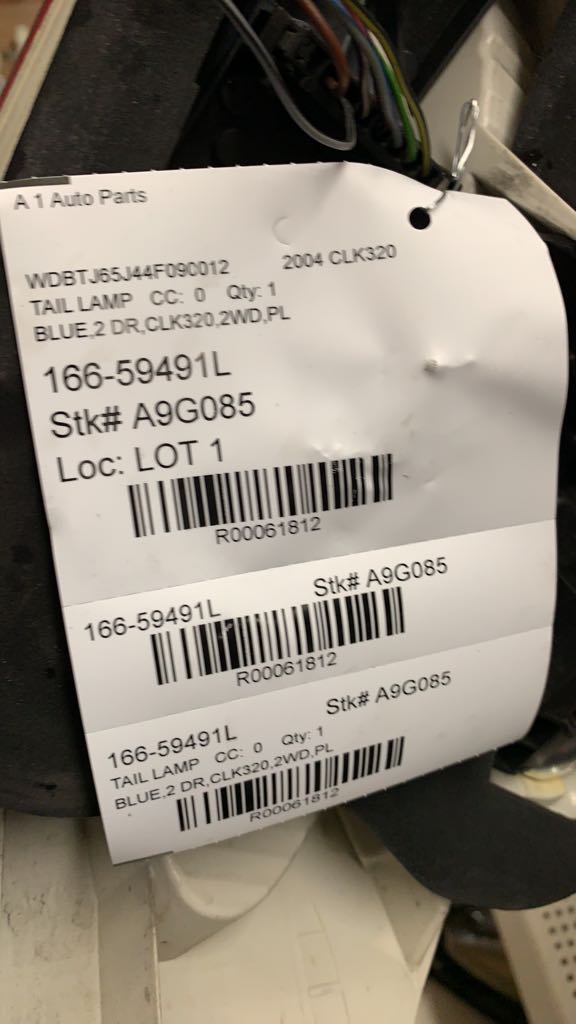 A 1 Auto Parts
WDBTJ65J44F090012 2004 CLK320
TAIL LAMP CC: 0 Qty: 1
BLUE,2 DR,CLK320,2WD,PL
166-59491L
Stk# A9G085
Loc: LOT 1
R00061812
166-59491L Stk# A9G085
R00061812
166-59491L Stk# A9G085
TAIL LAMP CC: 0 Qty: 1
BLUE,2 DR,CLK320,2WD,PL
R00061812